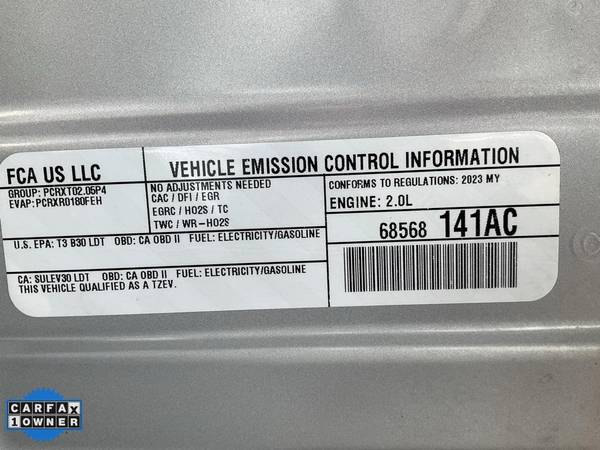 FCA US LLC
GROUP: PCRXT02.05P4
EVAP: PCRXR0180FEH
VEHICLE EMISSION CONTROL INFORMATION
NO ADJUSTMENTS NEEDED
CAC / DFI / EGR
EGRC / HO2S / TC
TWC / WR-HO2S
CONFORMS TO REGULATIONS: 2023 MY
ENGINE: 2.0L
U.S. EPA: T3 B30 LDT OBD: CA OBD II FUEL: ELECTRICITY/GASOLINE
68568 141AC
CA: SULEV30 LDT OBD: CA OBD II FUEL: ELECTRICITY/GASOLINE
THIS VEHICLE QUALIFIED AS A TZEV.
CARFAX
1 OWNER